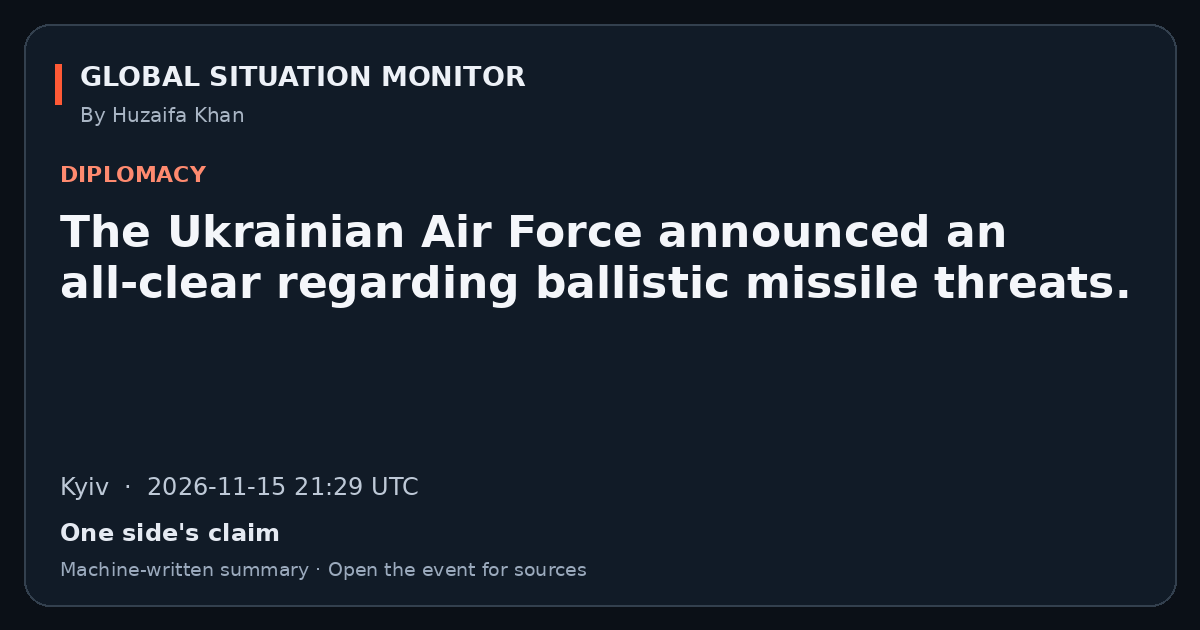 GLOBAL SITUATION MONITOR
By Huzaifa Khan
DIPLOMACY
The Ukrainian Air Force announced an
all-clear regarding ballistic missile threats.
Kyiv · 2026-11-15 21:29 UTC
One side's claim
Machine-written summary · Open the event for sources